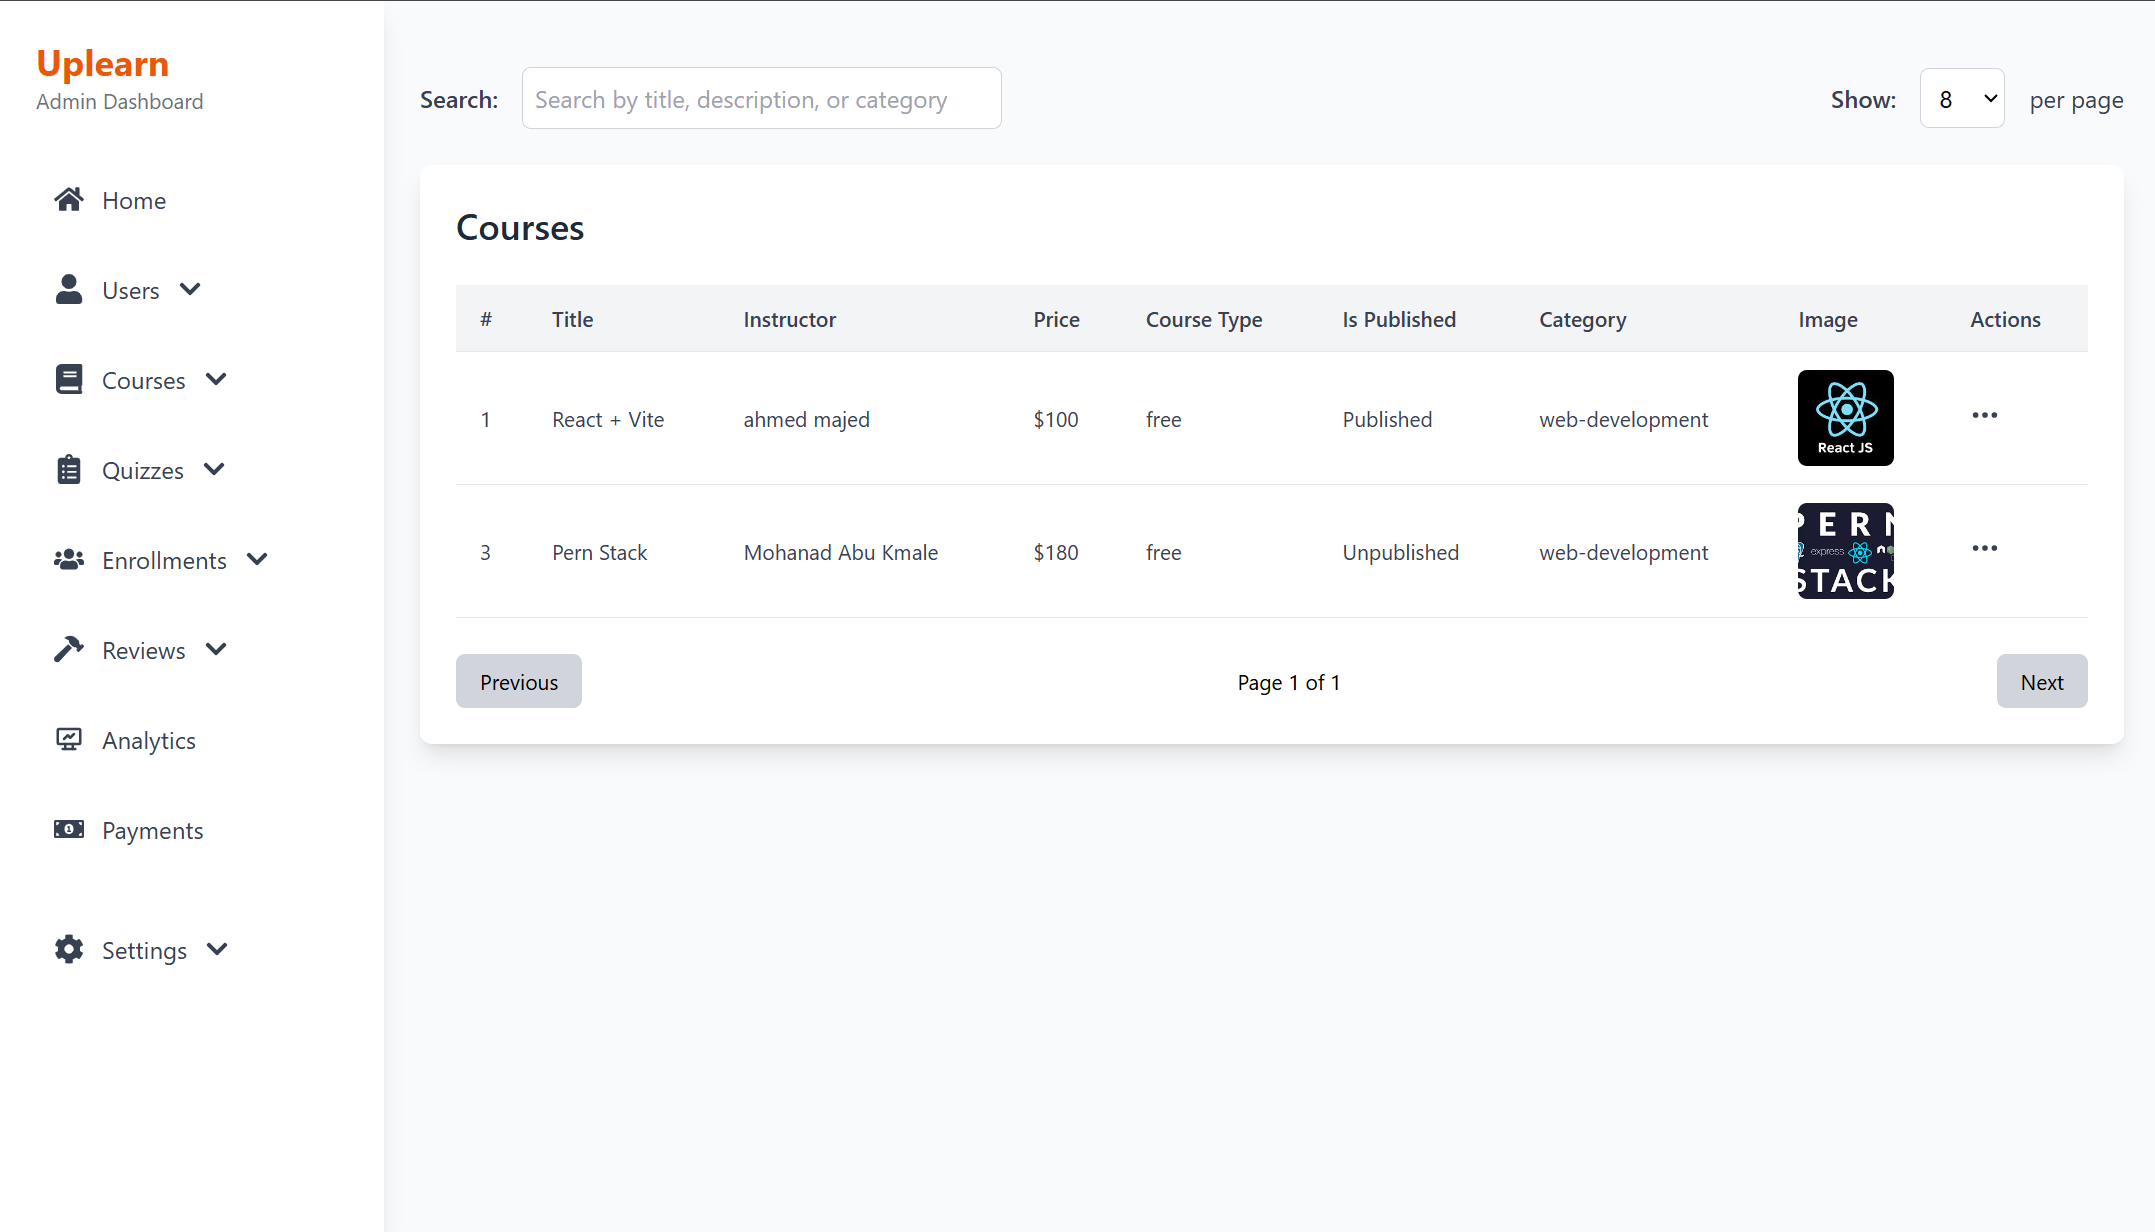 Uplearn
Admin Dashboard
Home
Users
Courses
Quizzes
Enrollments
Reviews
Analytics
Payments
Settings
Search: Search by title, description, or category Show: 8 per page
Courses
# Title Instructor Price Course Type Is Published Category Image Actions
1 React + Vite ahmed majed $100 free Published web-development
React JS
3 Pern Stack Mohanad Abu Kmale $180 free Unpublished web-development
PERN
express
STACK
Previous Page 1 of 1 Next